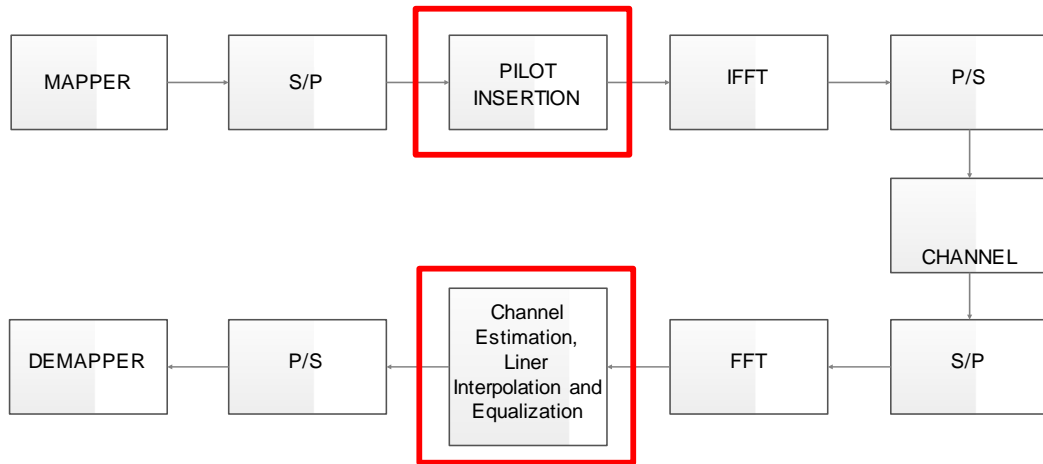 MAPPER
S/P
PILOT
INSERTION
IFFT
P/S
CHANNEL
Channel
Estimation,
Liner
Interpolation and
Equalization
DEMAPPER
P/S
FFT
S/P